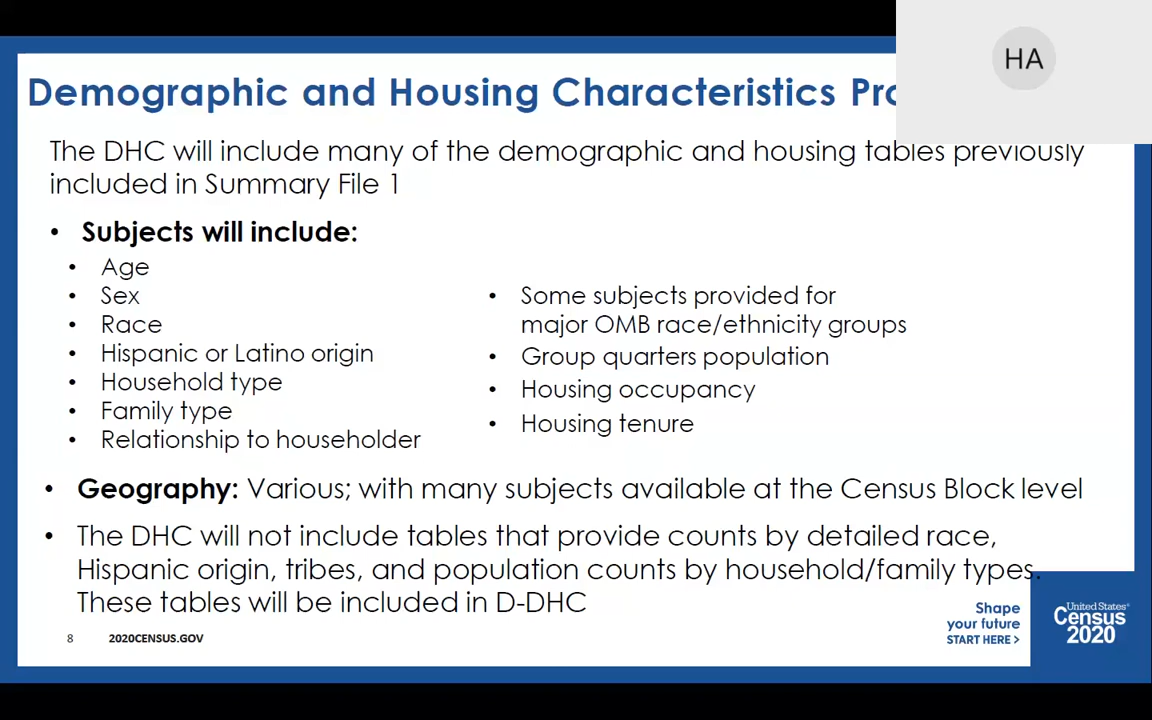 HA
Demographic and Housing Characteristics
The DHC will include many of the demographic and housing tables previously
included in Summary File 1
• Subjects will include:
• Age
• Sex
• Race
• Hispanic or Latino origin
• Household type
• Family type
• Relationship to householder
• Some subjects provided for
major OMB race/ethnicity groups
• Group quarters population
• Housing occupancy
• Housing tenure
• Geography: Various; with many subjects available at the Census Block level
• The DHC will not include tables that provide counts by detailed race,
Hispanic origin, tribes, and population counts by household/family types.
These tables will be included in D-DHC
8 2020CENSUS.GOV
Shape
your future
START HERE >
United States®
Census
2020